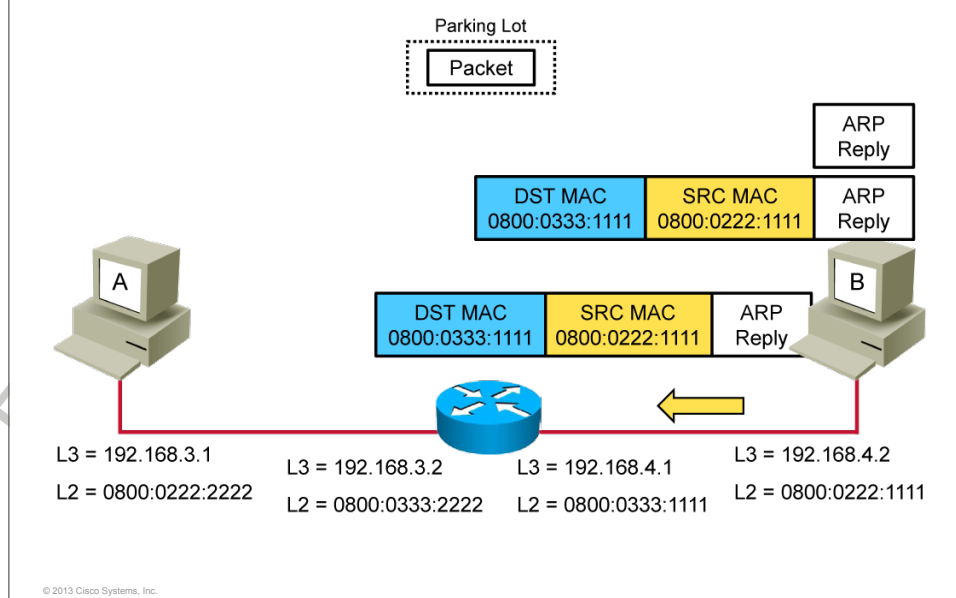 Parking Lot
Packet
ARP
Reply
DST MAC
0800:0333:1111
SRC MAC
0800:0222:1111
ARP
Reply
A
B
DST MAC
0800:0333:1111
SRC MAC
0800:0222:1111
ARP
Reply
L3 = 192.168.3.1
L2 = 0800:0222:2222
L3 = 192.168.3.2
L2 = 0800:0333:2222
L3 = 192.168.4.1
L2 = 0800:0333:1111
L3 = 192.168.4.2
L2 = 0800:0222:1111
© 2013 Cisco Systems, Inc.